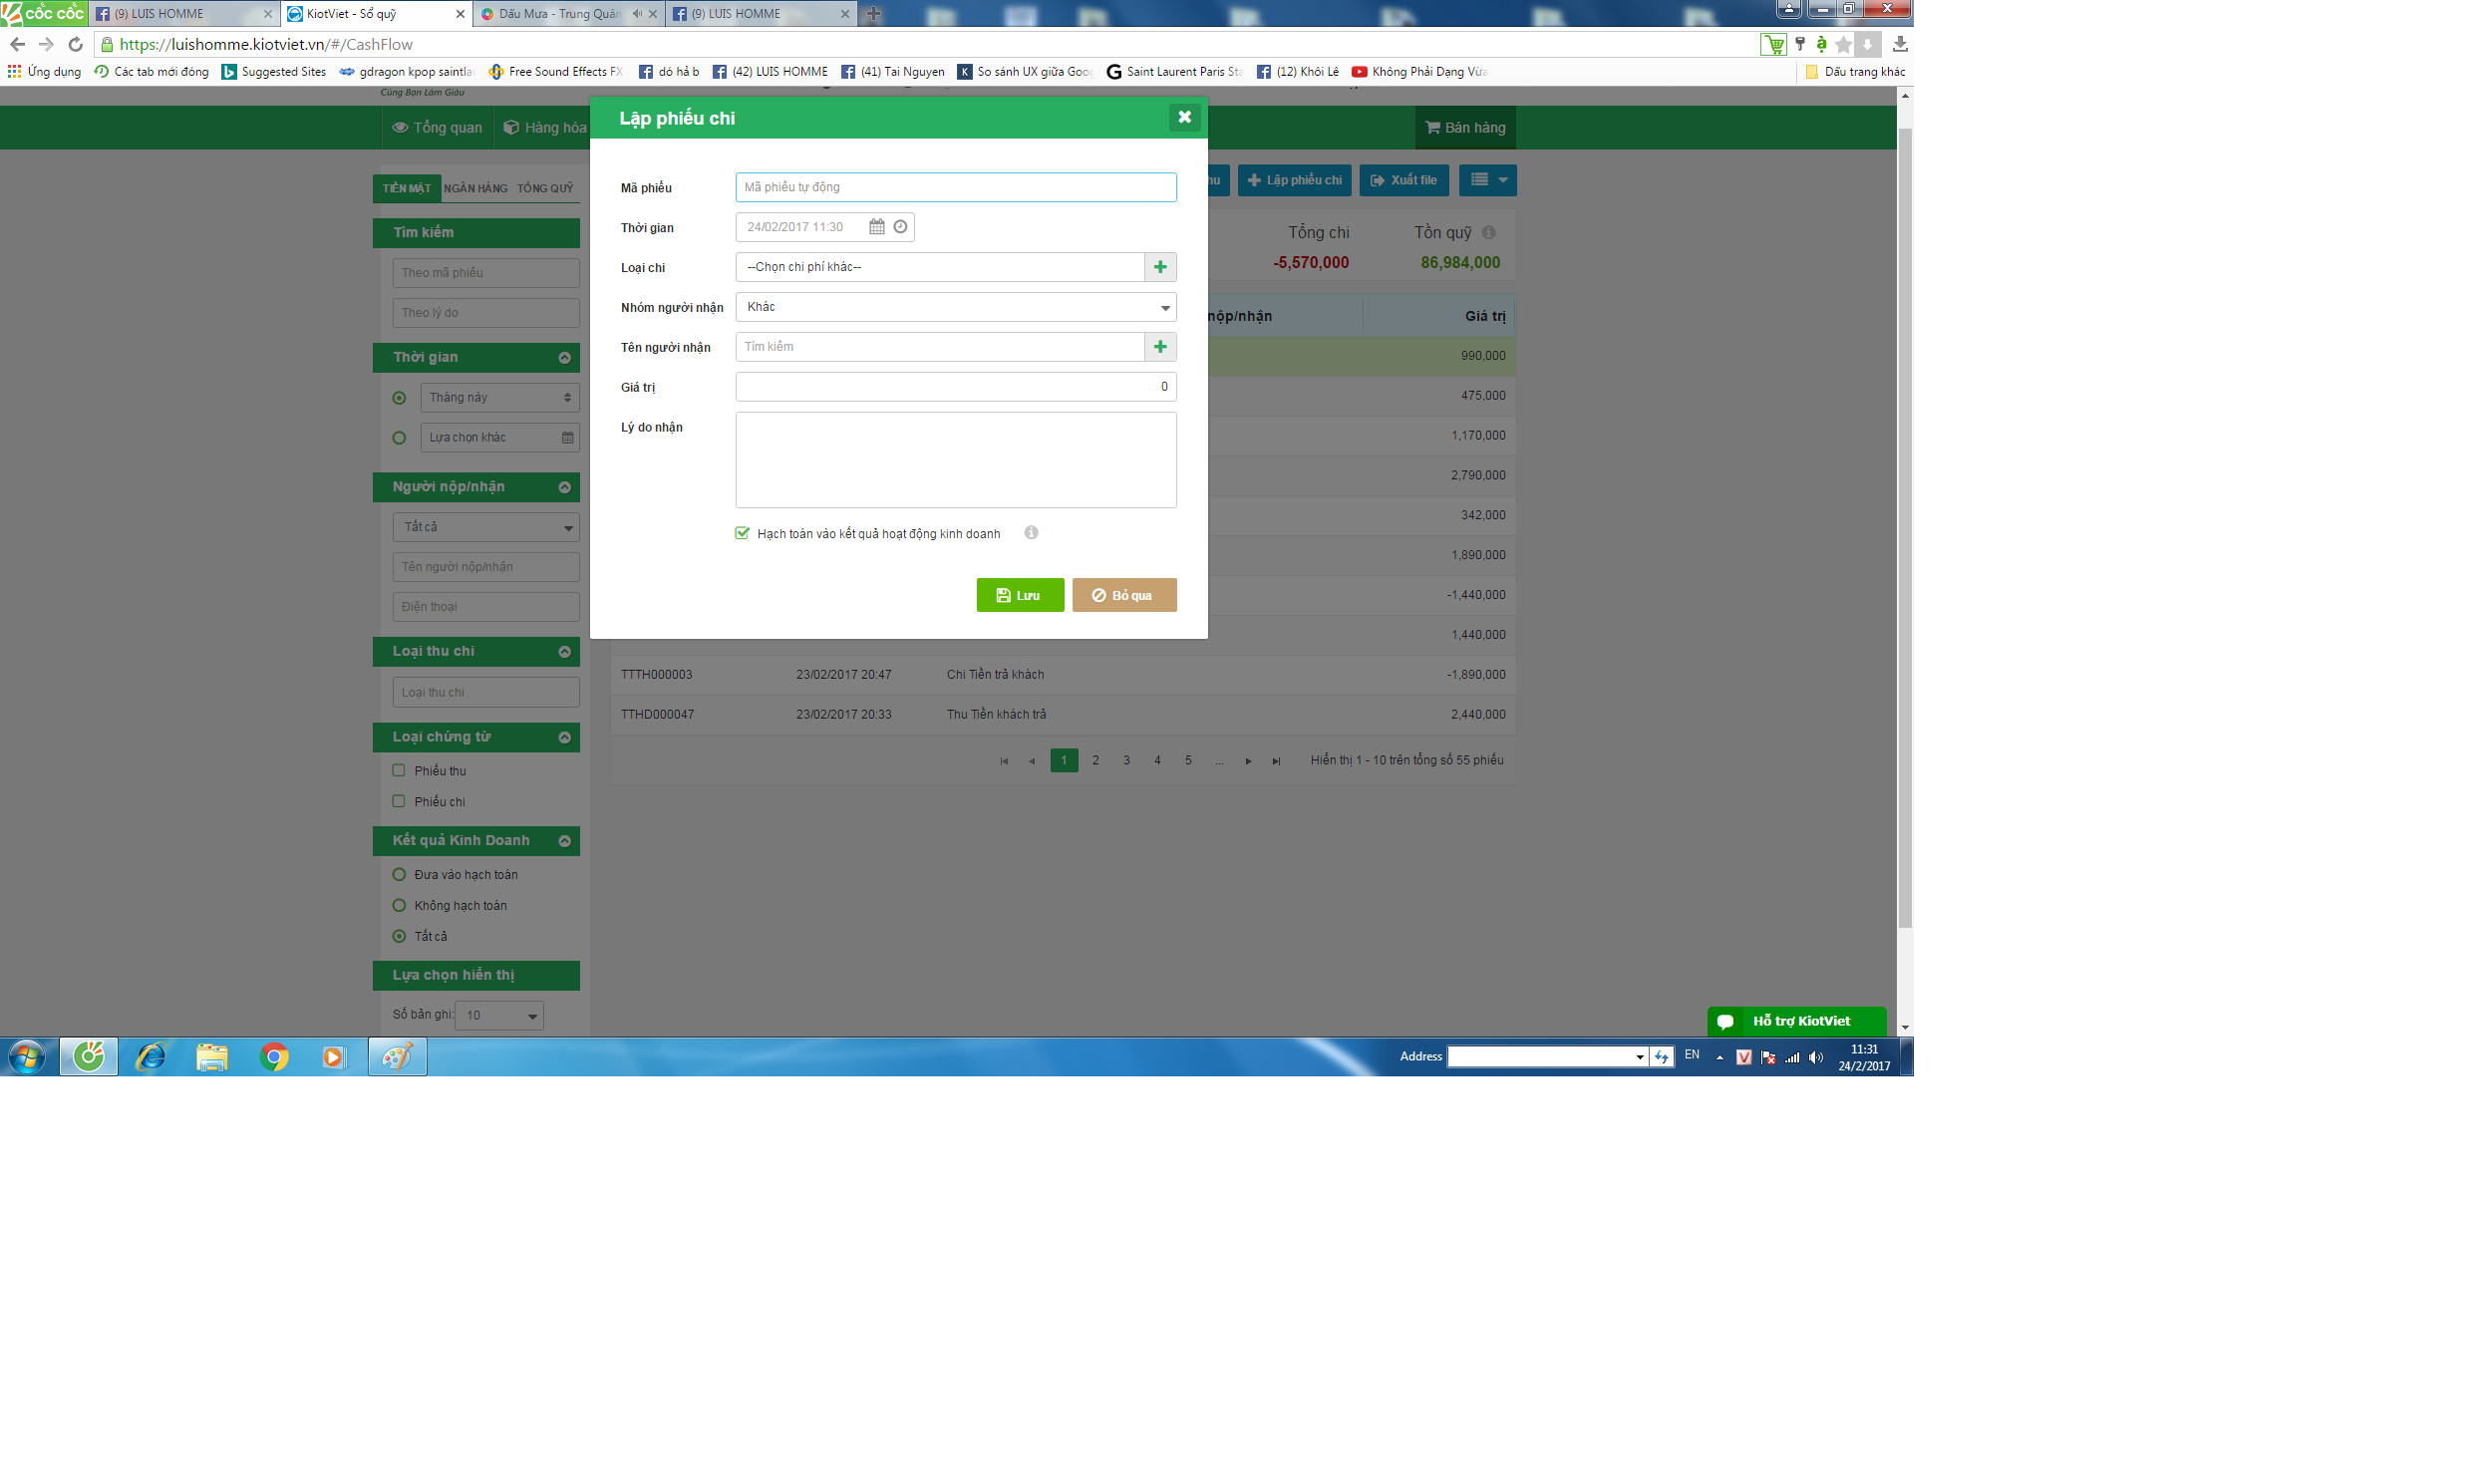 cốc cốc (9) LUIS HOMME KiotViet - Sổ quỹ Dấu Mưa - Trung Quân (9) LUIS HOMME
https://luishomme.kiotviet.vn/#/CashFlow
Ứng dụng Các tab mới đóng Suggested Sites gdragon kpop saintla Free Sound Effects FX dó hả b (42) LUIS HOMME (41) Tai Nguyen So sánh UX giữa Goog Saint Laurent Paris Sta (12) Khôi Lê Không Phải Dạng Vừa Dấu trang khác
Cùng Bạn Làm Giàu
Tổng quan Hàng hóa Bán hàng
Lập phiếu chi
TIỀN MẶT NGÂN HÀNG TỔNG QUỸ
hu Lập phiếu chi Xuất file
Mã phiếu Mã phiếu tự động
Tìm kiếm
Thời gian 24/02/2017 11:30
Tổng chi Tồn quỹ
-5,570,000 86,984,000
Theo mã phiếu
Loại chi --Chọn chi phí khác--
Theo lý do
Nhóm người nhận Khác
nộp/nhận Giá trị
Thời gian
Tên người nhận Tìm kiếm
990,000
Tháng này
Giá trị 0
475,000
Lựa chọn khác
Lý do nhận
1,170,000
2,790,000
Người nộp/nhận
342,000
Tất cả
Hạch toán vào kết quả hoạt động kinh doanh
1,890,000
Tên người nộp/nhận
-1,440,000
Điện thoại
Lưu Bỏ qua
1,440,000
Loại thu chi
TTTH000003 23/02/2017 20:47 Chi Tiền trả khách -1,890,000
Loại thu chi
TTHD000047 23/02/2017 20:33 Thu Tiền khách trả 2,440,000
Loại chứng từ
1 2 3 4 5 ... Hiển thị 1 - 10 trên tổng số 55 phiếu
Phiếu thu
Phiếu chi
Kết quả Kinh Doanh
Đưa vào hạch toán
Không hạch toán
Tất cả
Lựa chọn hiển thị
Số bản ghi: 10
Hỗ trợ KiotViet
Address EN 11:31
24/2/2017